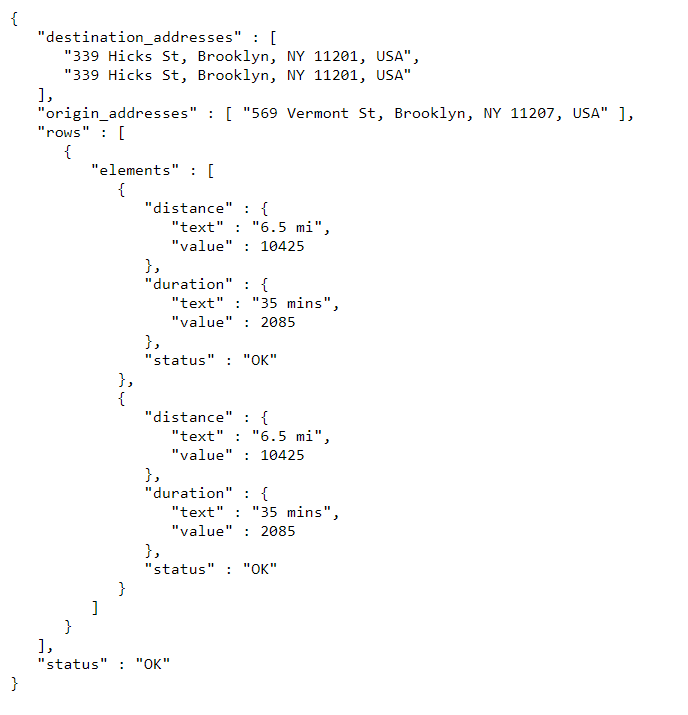 {
   "destination_addresses" : [
      "339 Hicks St, Brooklyn, NY 11201, USA",
      "339 Hicks St, Brooklyn, NY 11201, USA"
   ],
   "origin_addresses" : [ "569 Vermont St, Brooklyn, NY 11207, USA" ],
   "rows" : [
      {
         "elements" : [
            {
               "distance" : {
                  "text" : "6.5 mi",
                  "value" : 10425
               },
               "duration" : {
                  "text" : "35 mins",
                  "value" : 2085
               },
               "status" : "OK"
            },
            {
               "distance" : {
                  "text" : "6.5 mi",
                  "value" : 10425
               },
               "duration" : {
                  "text" : "35 mins",
                  "value" : 2085
               },
               "status" : "OK"
            }
         ]
      }
   ],
   "status" : "OK"
}